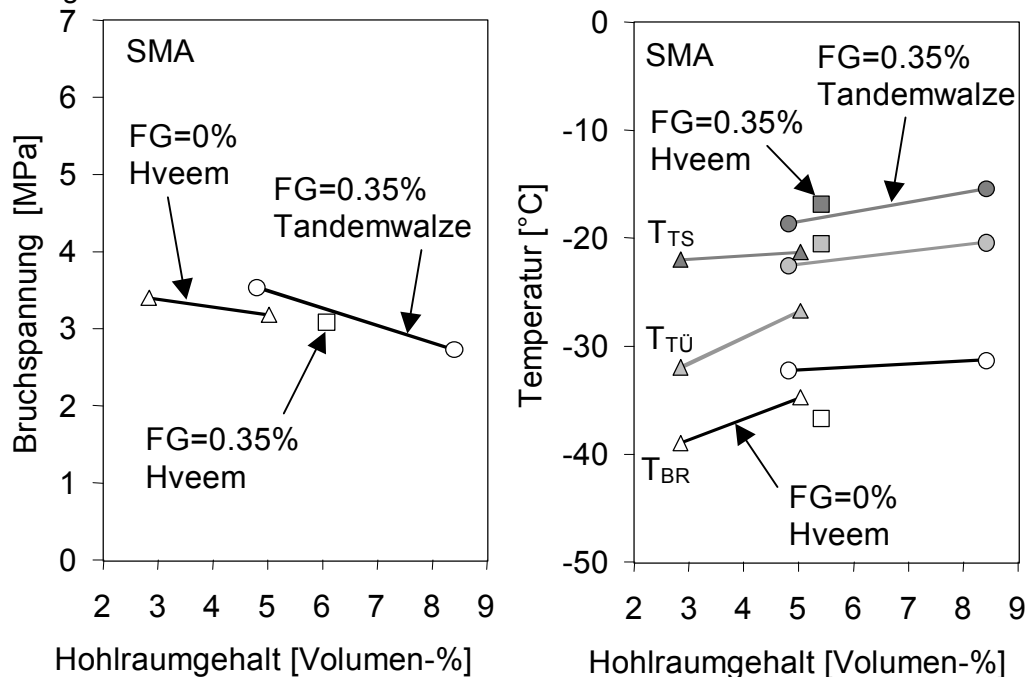 7
6
5
4
3
2
1
0
Bruchspannung [MPa]
SMA
FG=0%
Hveem
FG=0.35%
Tandemwalze
FG=0.35%
Hveem
2 3 4 5 6 7 8 9
Hohlraumgehalt [Volumen-%]
0
-10
-20
-30
-40
-50
Temperatur [°C]
SMA
FG=0.35%
Tandemwalze
FG=0.35%
Hveem
TTS
TTÜ
TBR
FG=0%
Hveem
2 3 4 5 6 7 8 9
Hohlraumgehalt [Volumen-%]